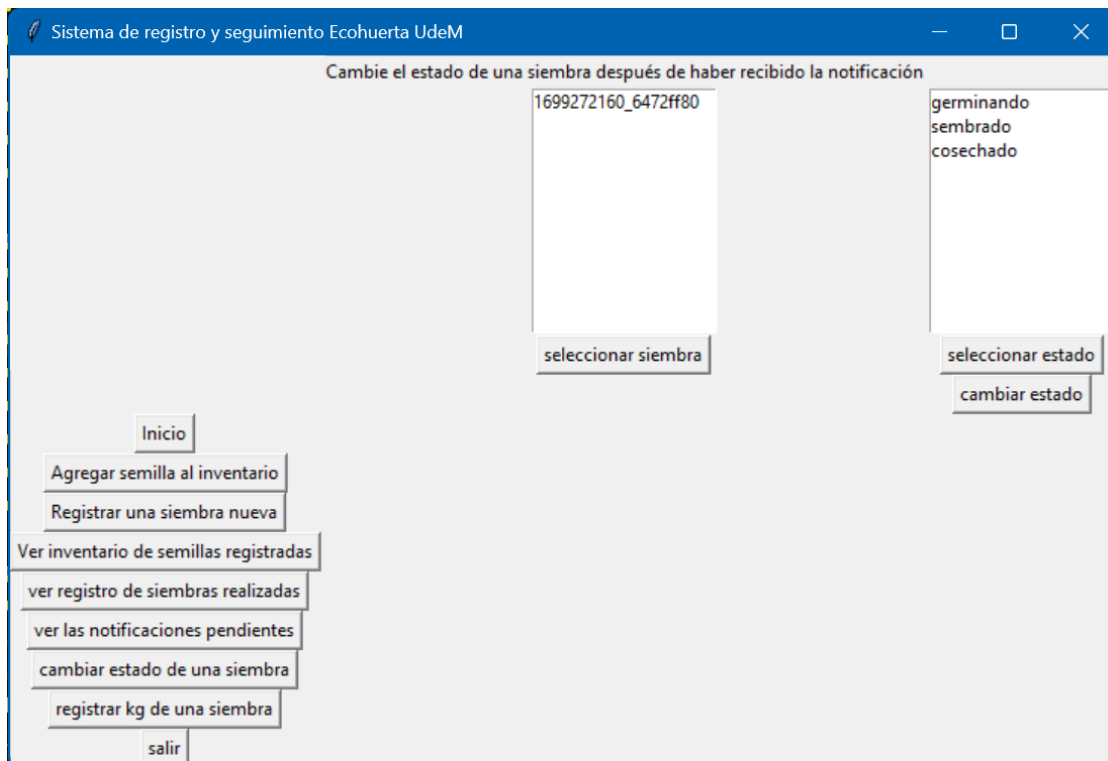 Sistema de registro y seguimiento Ecohuerta UdeM
Cambie el estado de una siembra después de haber recibido la notificación
1699272160_6472ff80
germinando
sembrado
cosechado
seleccionar siembra
seleccionar estado
cambiar estado
Inicio
Agregar semilla al inventario
Registrar una siembra nueva
Ver inventario de semillas registradas
ver registro de siembras realizadas
ver las notificaciones pendientes
cambiar estado de una siembra
registrar kg de una siembra
salir